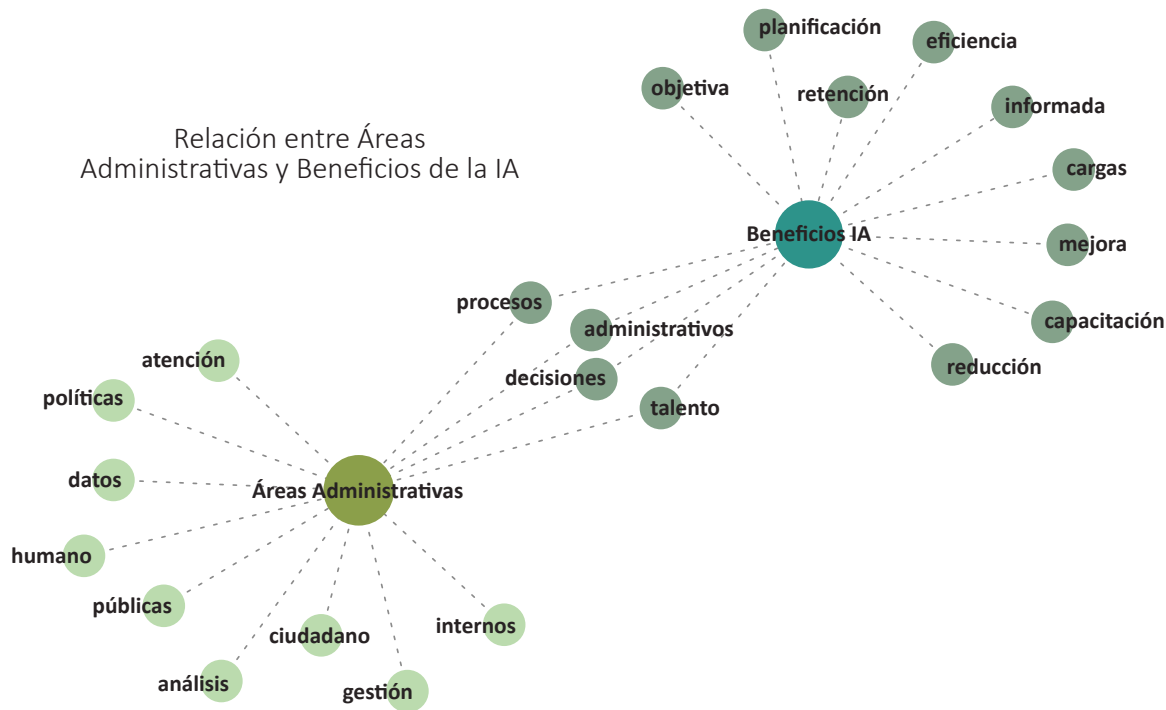 planificación
eficiencia
objetiva
retención
informada
Relación entre Áreas
Administrativas y Beneficios de la IA
cargas
Beneficios IA
mejora
procesos
administrativos
capacitación
atención
decisiones
reducción
políticas
talento
datos
Áreas Administrativas
humano
públicas
ciudadano
internos
análisis
gestión